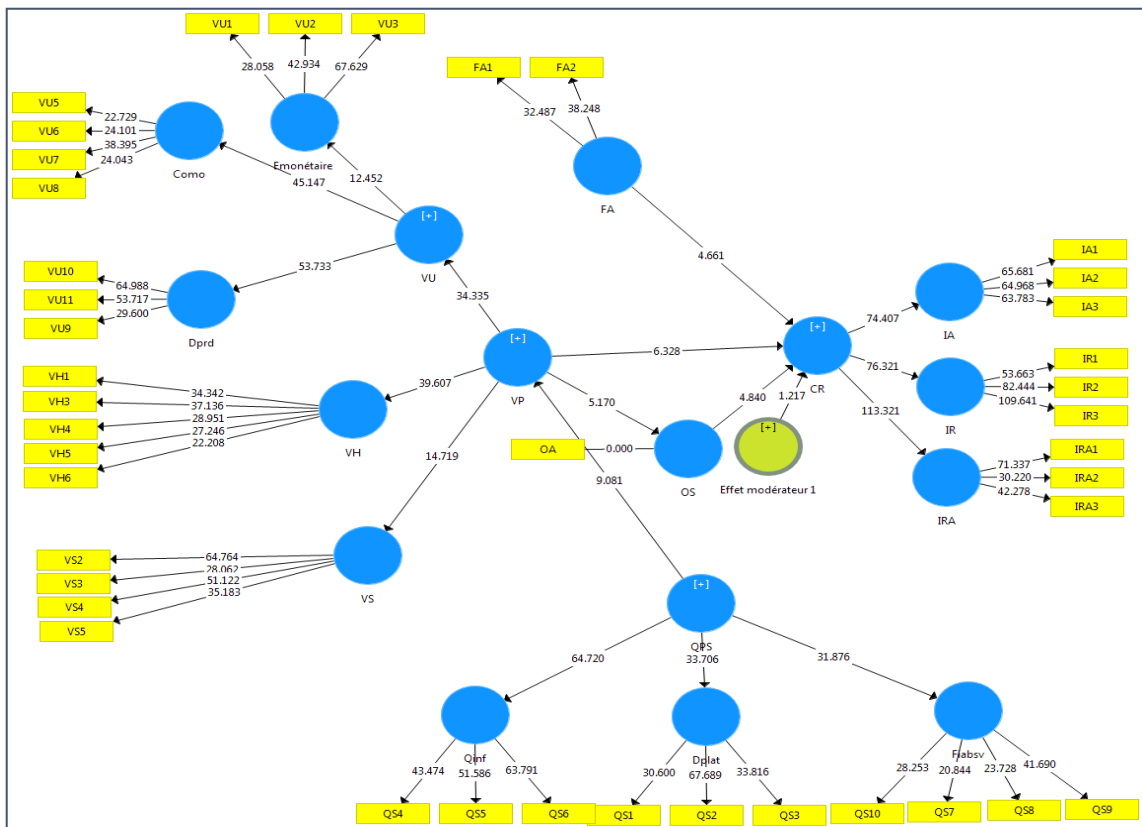 VU1
VU2
VU3
28.058
42.934
67.629
FA1
FA2
32.487
38.248
VU5
VU6
VU7
VU8
22.729
24.101
38.395
24.043
Como
Emonétaire
FA
45.147
12.452
[+]
VU
4.661
VU10
VU11
VU9
64.988
53.717
29.600
Dprd
53.733
34.335
IA1
IA2
IA3
65.681
64.968
63.783
IA
74.407
[+]
VP
6.328
[+]
CR
76.321
IR1
IR2
IR3
53.663
82.444
109.641
IR
VH1
VH3
VH4
VH5
VH6
34.342
37.136
28.951
27.246
22.208
VH
39.607
5.170
4.840
1.217
113.321
OA
0.000
OS
[+]
Effet modérateur 1
IRA1
IRA2
IRA3
71.337
30.220
42.278
IRA
14.719
9.081
VS2
VS3
VS4
VS5
64.764
28.062
51.122
35.183
VS
[+]
QPS
64.720
33.706
31.876
Qinf
Dplat
Fiabsv
43.474
51.586
63.791
30.600
67.689
33.816
28.253
20.844
23.728
41.690
QS4
QS5
QS6
QS1
QS2
QS3
QS10
QS7
QS8
QS9